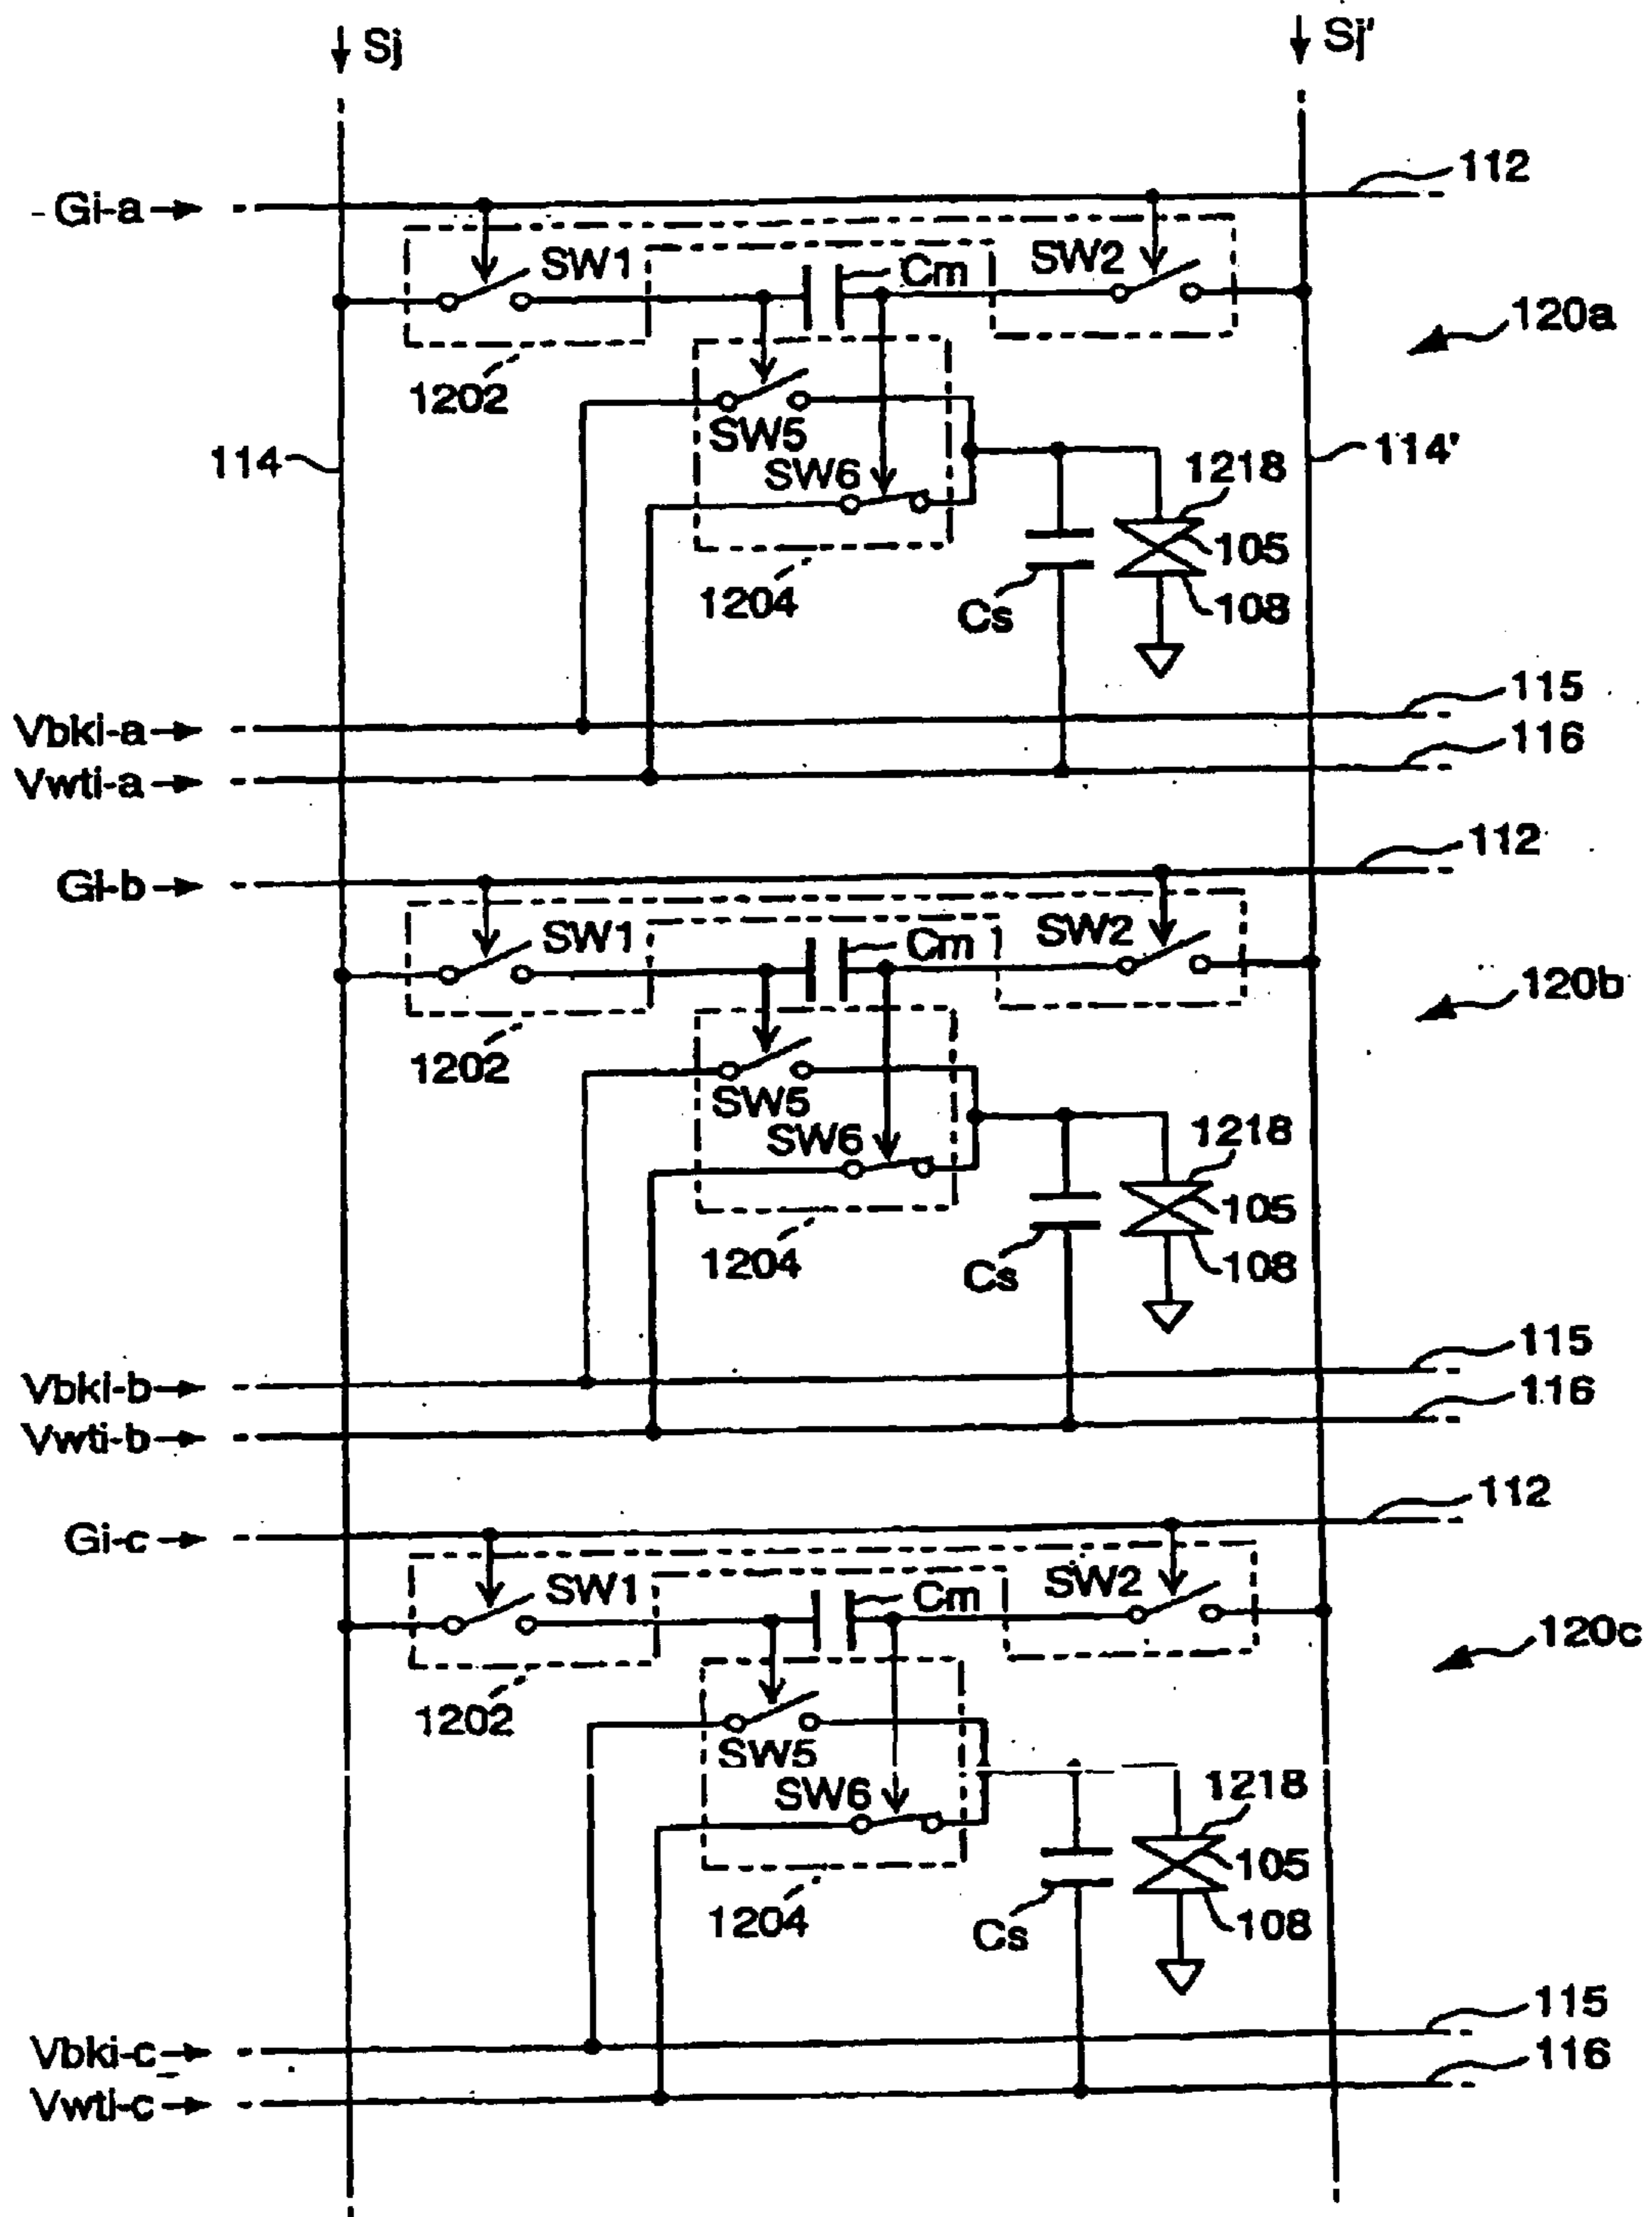 Sj
Sj'
Gi-a
112
SW1
Cm
SW2
120a
1202
SW5
114
SW6
114'
1218
105
1204
Cs
108
Vbki-a
115
Vwti-a
116
Gi-b
112
SW1
Cm
SW2
120b
1202
SW5
SW6
1218
105
1204
Cs
108
Vbki-b
115
Vwti-b
116
Gi-c
112
SW1
Cm
SW2
120c
1202
SW5
SW6
1218
105
1204
Cs
108
Vbki-c
115
Vwti-c
116